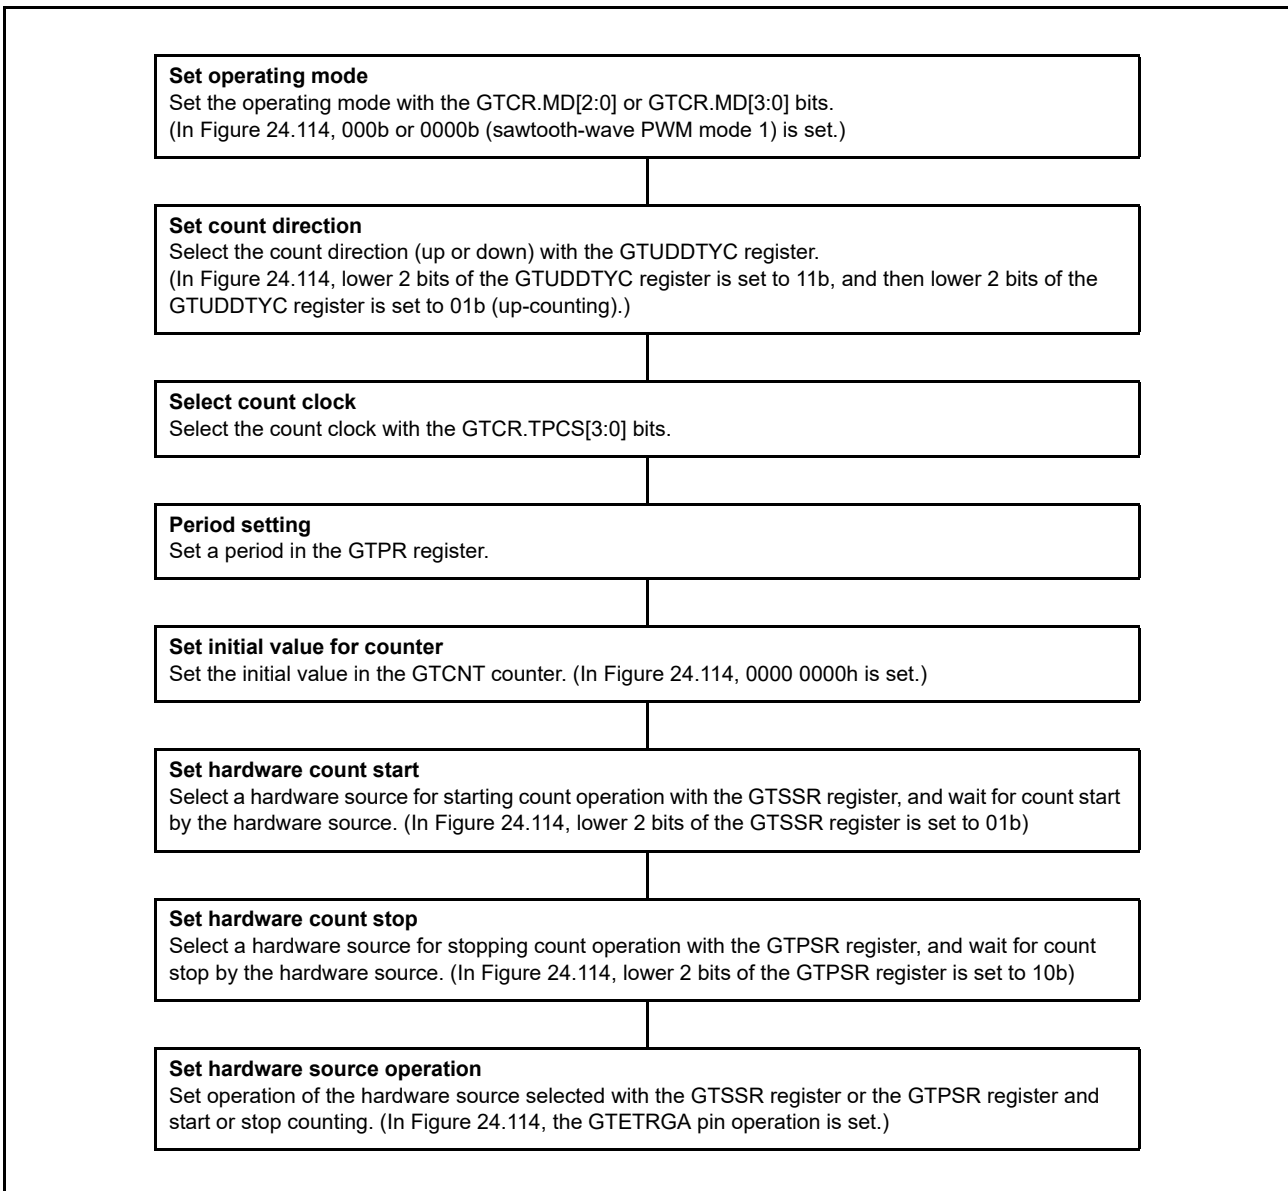 Set operating mode
Set the operating mode with the GTCR.MD[2:0] or GTCR.MD[3:0] bits.
(In Figure 24.114, 000b or 0000b (sawtooth-wave PWM mode 1) is set.)
Set count direction
Select the count direction (up or down) with the GTUDDTYC register.
(In Figure 24.114, lower 2 bits of the GTUDDTYC register is set to 11b, and then lower 2 bits of the
GTUDDTYC register is set to 01b (up-counting).)
Select count clock
Select the count clock with the GTCR.TPCS[3:0] bits.
Period setting
Set a period in the GTPR register.
Set initial value for counter
Set the initial value in the GTCNT counter. (In Figure 24.114, 0000 0000h is set.)
Set hardware count start
Select a hardware source for starting count operation with the GTSSR register, and wait for count start
by the hardware source. (In Figure 24.114, lower 2 bits of the GTSSR register is set to 01b)
Set hardware count stop
Select a hardware source for stopping count operation with the GTPSR register, and wait for count
stop by the hardware source. (In Figure 24.114, lower 2 bits of the GTPSR register is set to 10b)
Set hardware source operation
Set operation of the hardware source selected with the GTSSR register or the GTPSR register and
start or stop counting. (In Figure 24.114, the GTETRGA pin operation is set.)